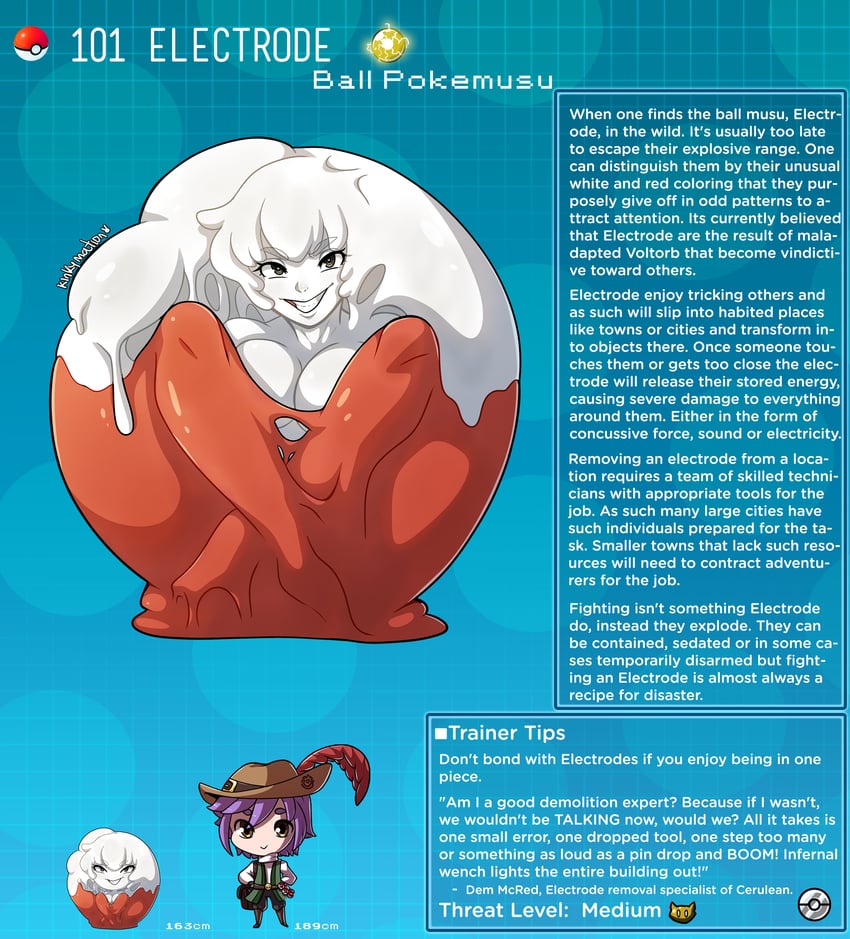 101 ELECTRODE
Ball Pokemusu
When one finds the ball musu, Electr-
ode, in the wild. It's usually too late
to escape their explosive range. One
can distinguish them by their unusual
white and red coloring that they pur-
posely give off in odd patterns to a-
ttract attention. Its currently believed
that Electrode are the result of mala-
dapted Voltorb that become vindicti-
ve toward others.
Electrode enjoy tricking others and
as such will slip into habited places
like towns or cities and transform in-
to objects there. Once someone tou-
ches them or gets too close the elec-
trode will release their stored energy,
causing severe damage to everything
around them. Either in the form of
concussive force, sound or electricity.
Removing an electrode from a loca-
tion requires a team of skilled techni-
cians with appropriate tools for the
job. As such many large cities have
such individuals prepared for the ta-
sk. Smaller towns that lack such reso-
urces will need to contract adventu-
rers for the job.
Fighting isn't something Electrode
do, instead they explode. They can
be contained, sedated or in some ca-
ses temporarily disarmed but fight-
ing an Electrode is almost always a
recipe for disaster.
kinkymation
Trainer Tips
Don't bond with Electrodes if you enjoy being in one
piece.
"Am I a good demolition expert? Because if I wasn't,
we wouldn't be TALKING now, would we? All it takes is
one small error, one dropped tool, one step too many
or something as loud as a pin drop and BOOM! Infernal
wench lights the entire building out!"
- Dem McRed, Electrode removal specialist of Cerulean.
Threat Level: Medium
163cm
189cm